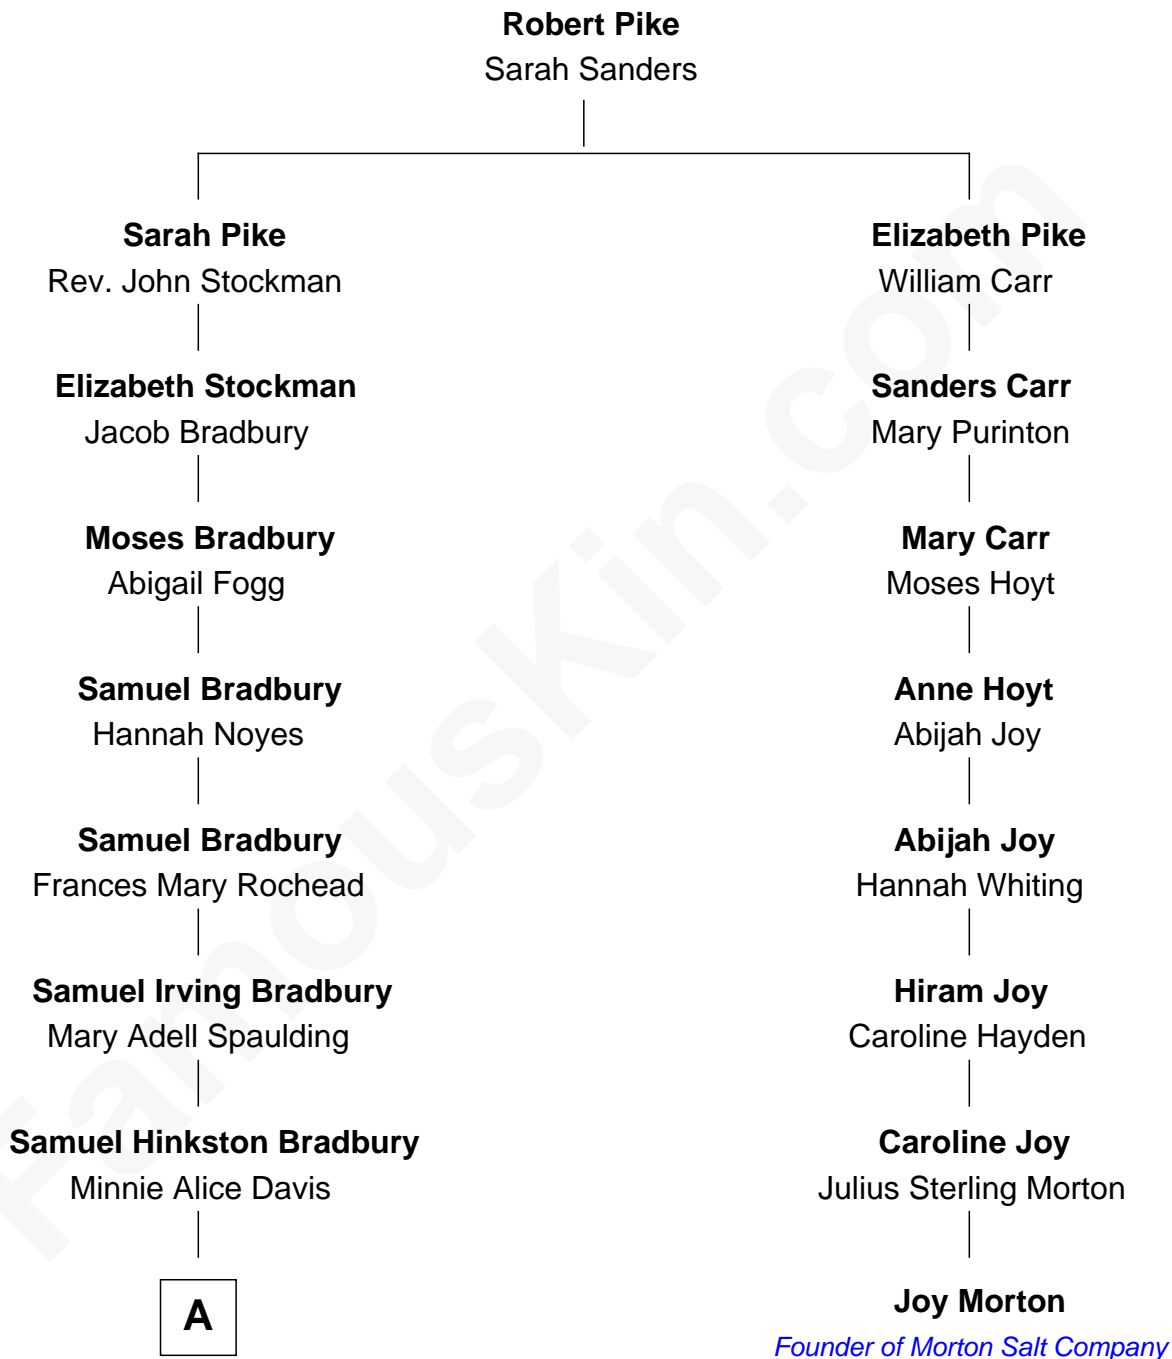 Robert Pike
Sarah Sanders
Sarah Pike
Rev. John Stockman
Elizabeth Pike
William Carr
Elizabeth Stockman
Jacob Bradbury
Sanders Carr
Mary Purinton
Moses Bradbury
Abigail Fogg
Mary Carr
Moses Hoyt
Samuel Bradbury
Hannah Noyes
Anne Hoyt
Abijah Joy
Samuel Bradbury
Frances Mary Rochead
Abijah Joy
Hannah Whiting
Samuel Irving Bradbury
Mary Adell Spaulding
Hiram Joy
Caroline Hayden
Samuel Hinkston Bradbury
Minnie Alice Davis
Caroline Joy
Julius Sterling Morton
A
Joy Morton
Founder of Morton Salt Company
FamousKin.com